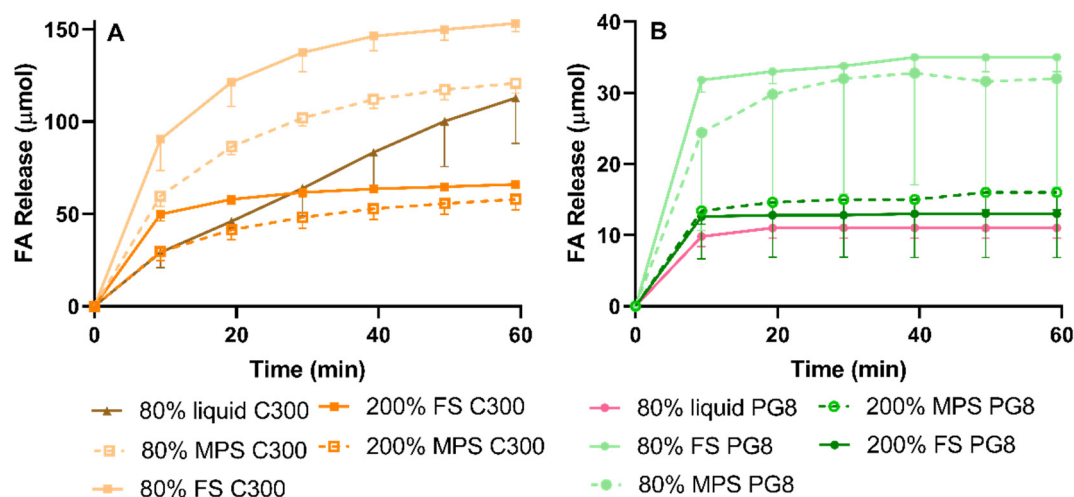 A
FA Release (μmol)
150
100
50
0
0 20 40 60
Time (min)
80% liquid C300
200% FS C300
80% MPS C300
200% MPS C300
80% FS C300
B
FA Release (μmol)
40
30
20
10
0
0 20 40 60
Time (min)
80% liquid PG8
200% MPS PG8
80% FS PG8
200% FS PG8
80% MPS PG8